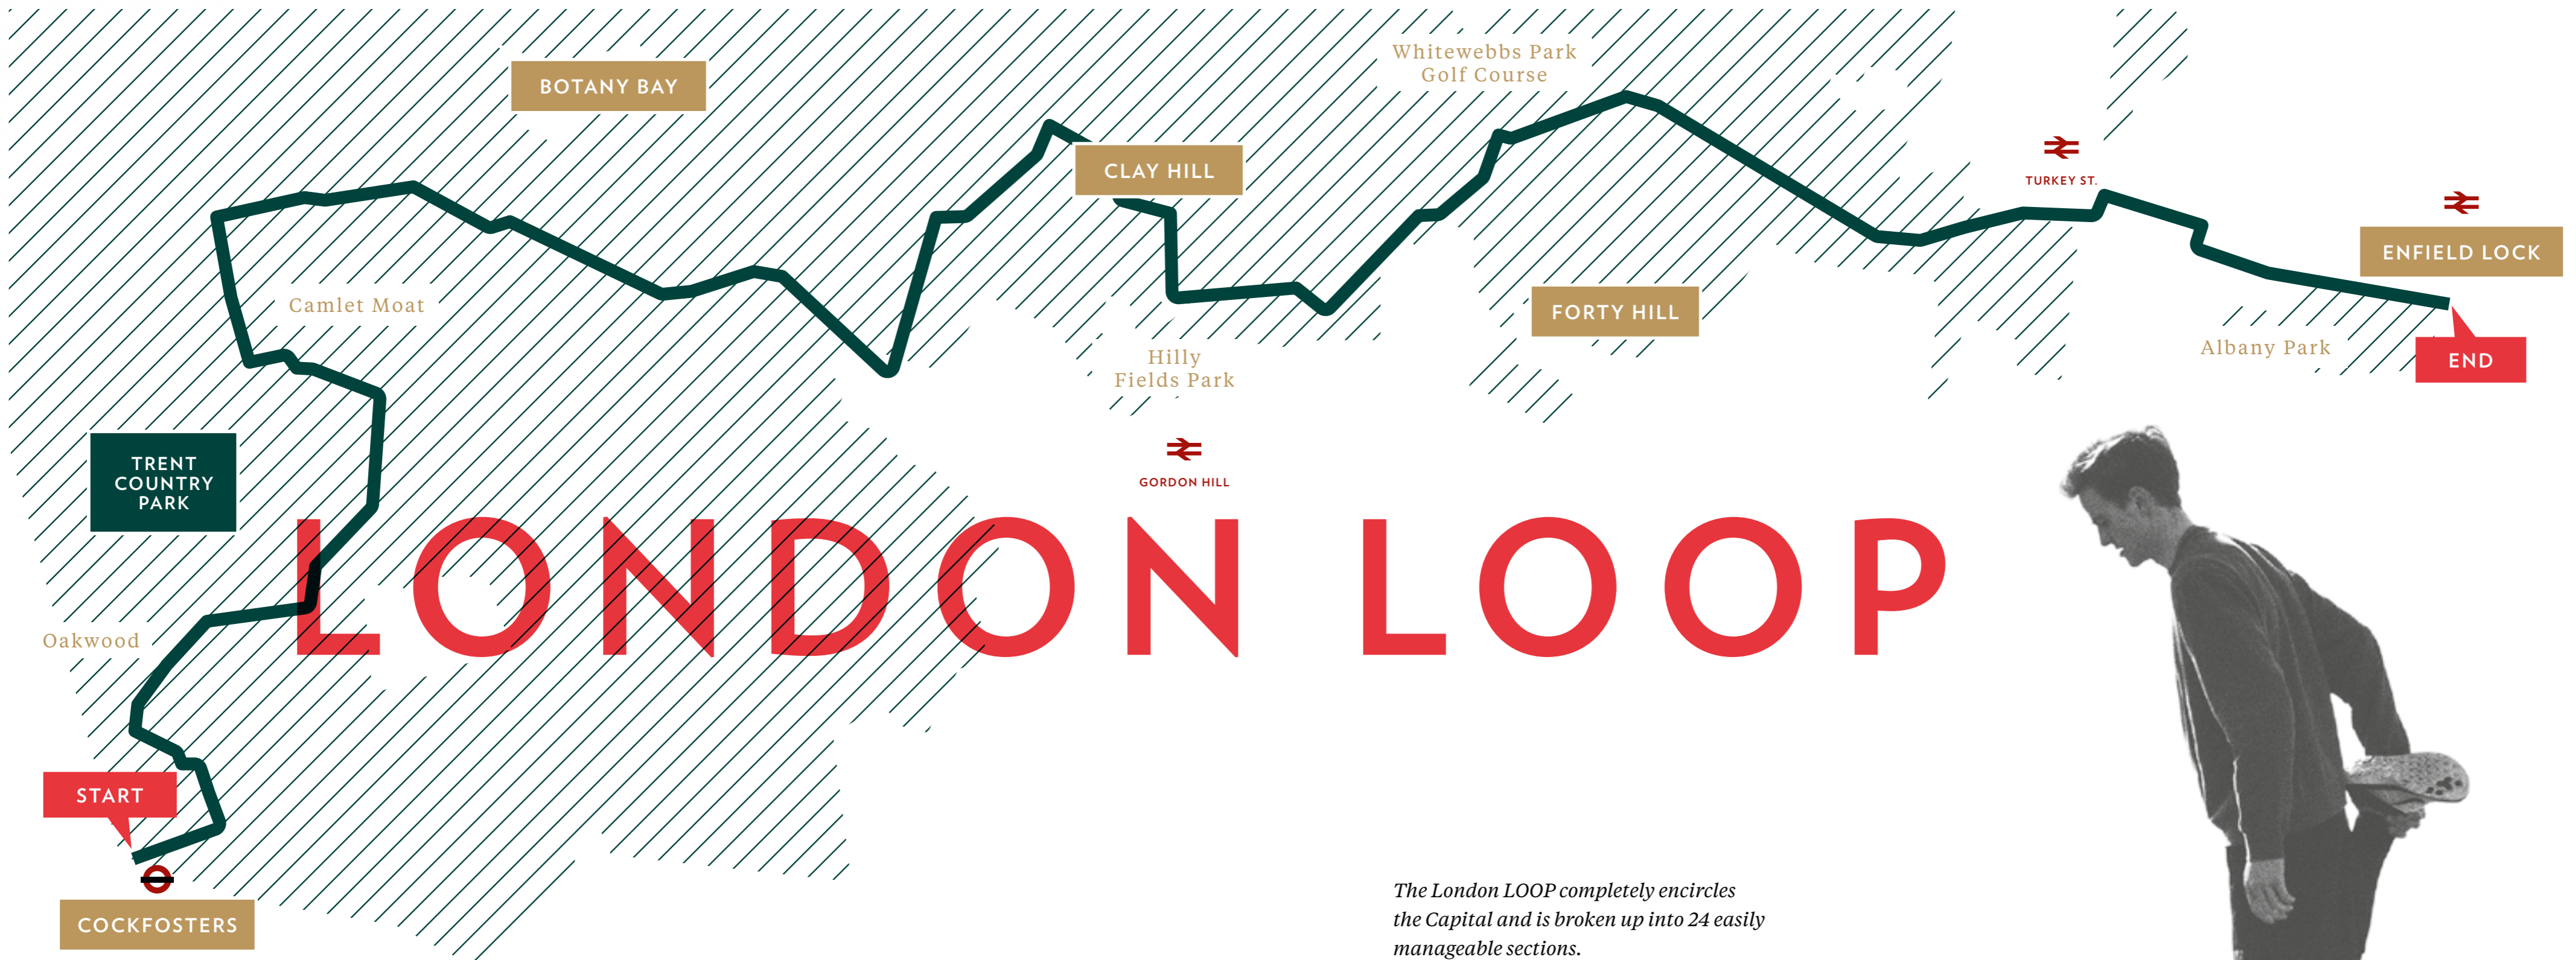 Whitewebbs Park
Golf Course
BOTANY BAY
CLAY HILL
TURKEY ST.
ENFIELD LOCK
Camlet Moat
FORTY HILL
Albany Park
END
Hilly
Fields Park
TRENT
COUNTRY
PARK
GORDON HILL
LONDON LOOP
Oakwood
START
COCKFOSTERS
The London LOOP completely encircles
the Capital and is broken up into 24 easily
manageable sections.